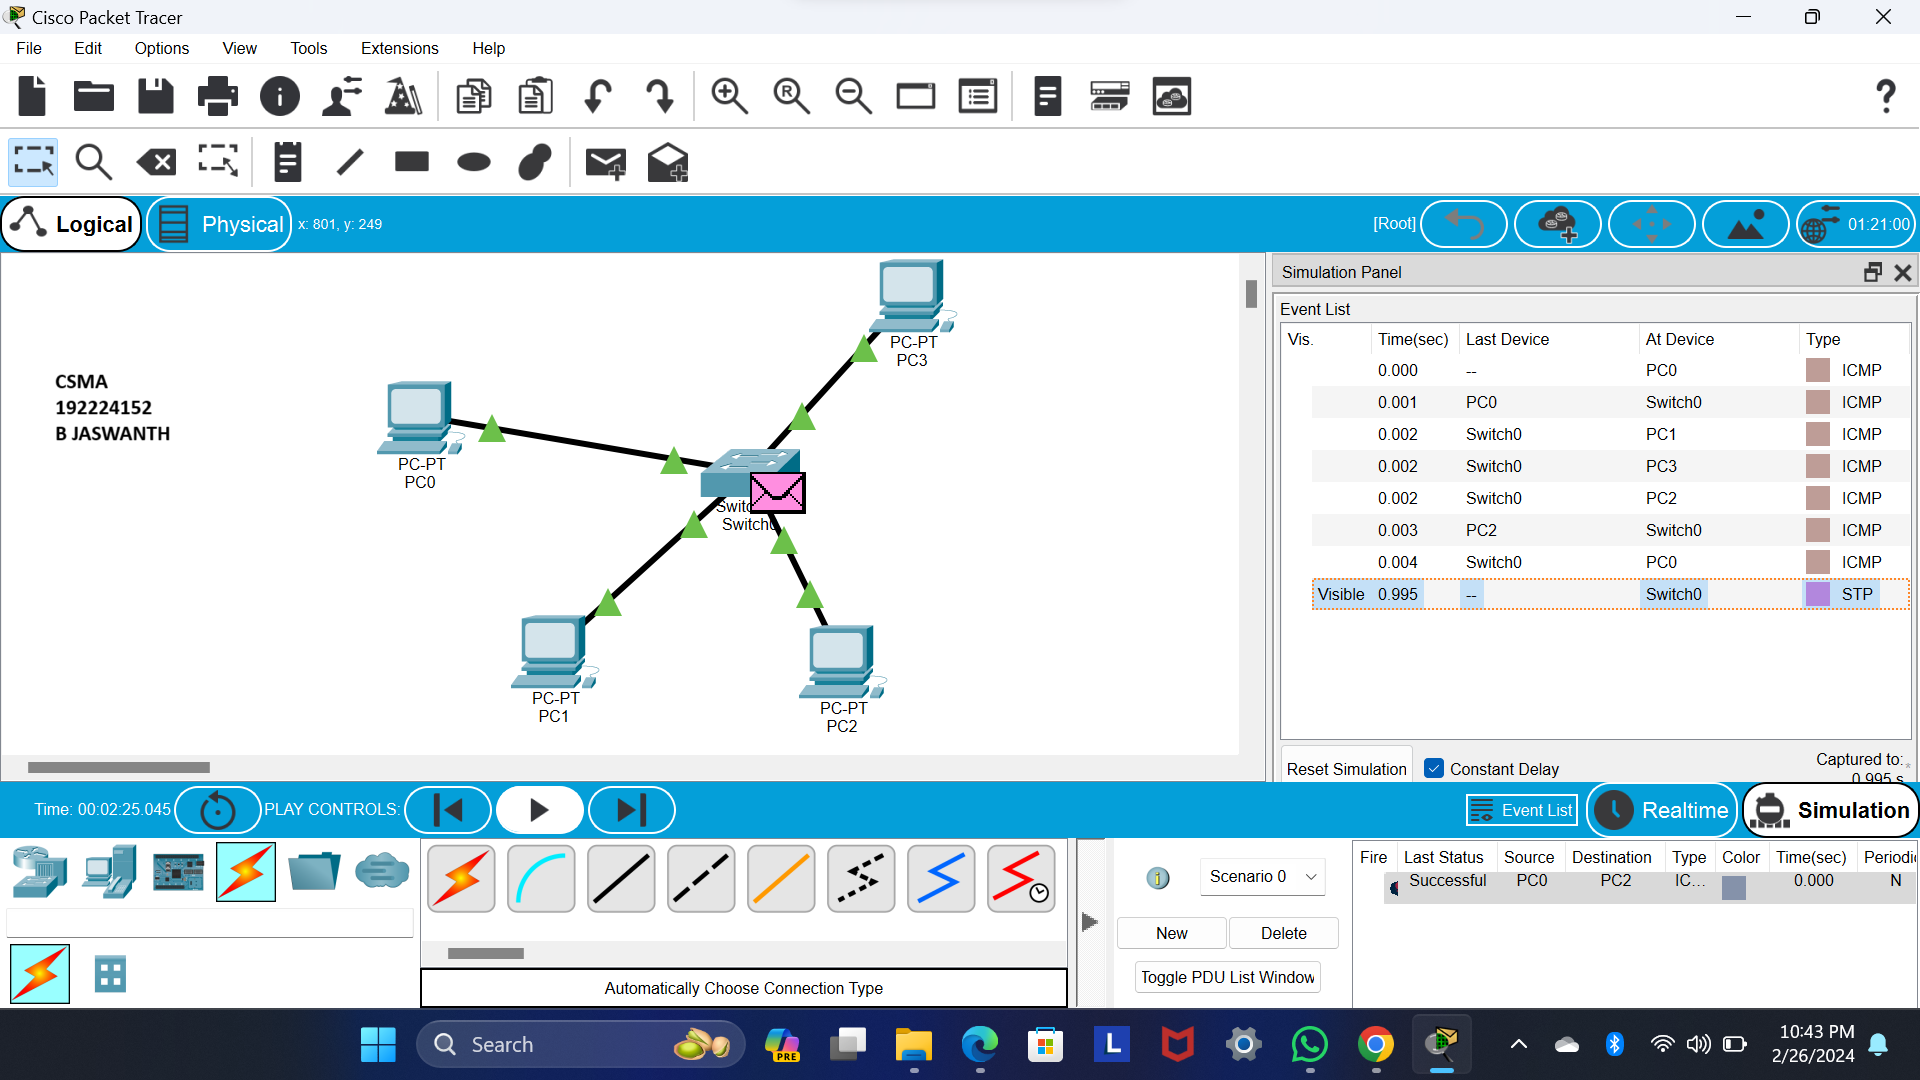 Cisco Packet Tracer
File Edit Options View Tools Extensions Help
Logical Physical x: 801, y: 249 [Root] 01:21:00
CSMA
192224152
B JASWANTH
PC-PT
PC3
PC-PT
PC0
Switch0
PC-PT
PC1
PC-PT
PC2
Simulation Panel
Event List
Vis. Time(sec) Last Device At Device Type
0.000 -- PC0 ICMP
0.001 PC0 Switch0 ICMP
0.002 Switch0 PC1 ICMP
0.002 Switch0 PC3 ICMP
0.002 Switch0 PC2 ICMP
0.003 PC2 Switch0 ICMP
0.004 Switch0 PC0 ICMP
Visible 0.995 -- Switch0 STP
Reset Simulation Constant Delay Captured to:*
0.995 s
Time: 00:02:25.045 PLAY CONTROLS: Event List Realtime Simulation
Automatically Choose Connection Type
Scenario 0
New Delete
Toggle PDU List Window
Fire Last Status Source Destination Type Color Time(sec) Periodic
Successful PC0 PC2 IC... 0.000 N
Search PRE L
10:43 PM
2/26/2024